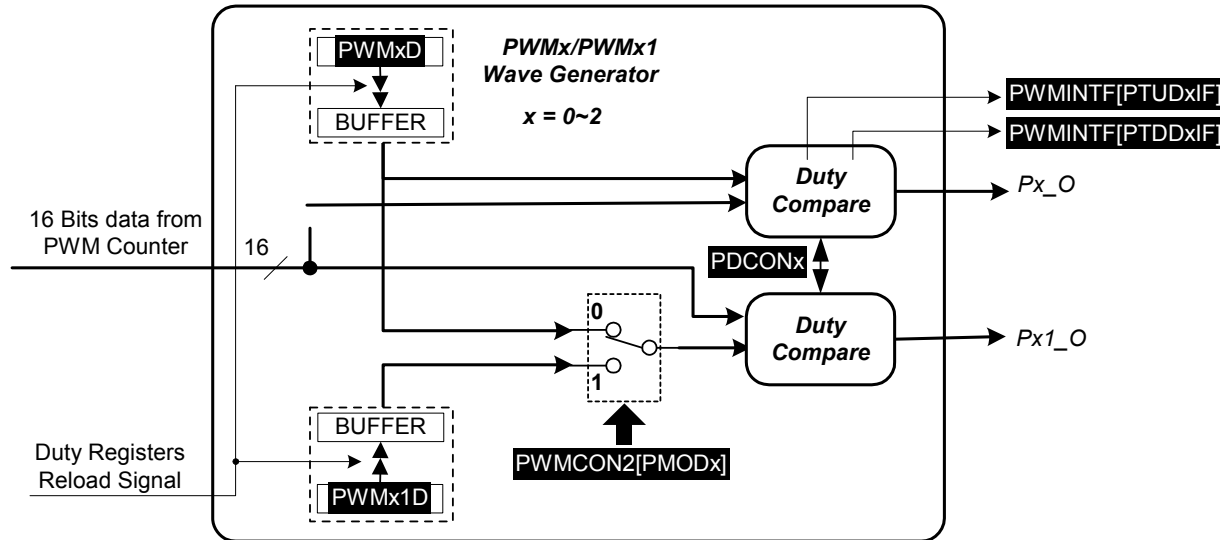 PWMxD
BUFFER
PWMx/PWMx1
Wave Generator
x = 0~2
PWMINTF[PTUDxIF]
PWMINTF[PTDDxIF]
Duty
Compare
Px_O
16 Bits data from
PWM Counter
16
PDCONx
0
1
Duty
Compare
Px1_O
BUFFER
PWMx1D
Duty Registers
Reload Signal
PWMCON2[PMODx]